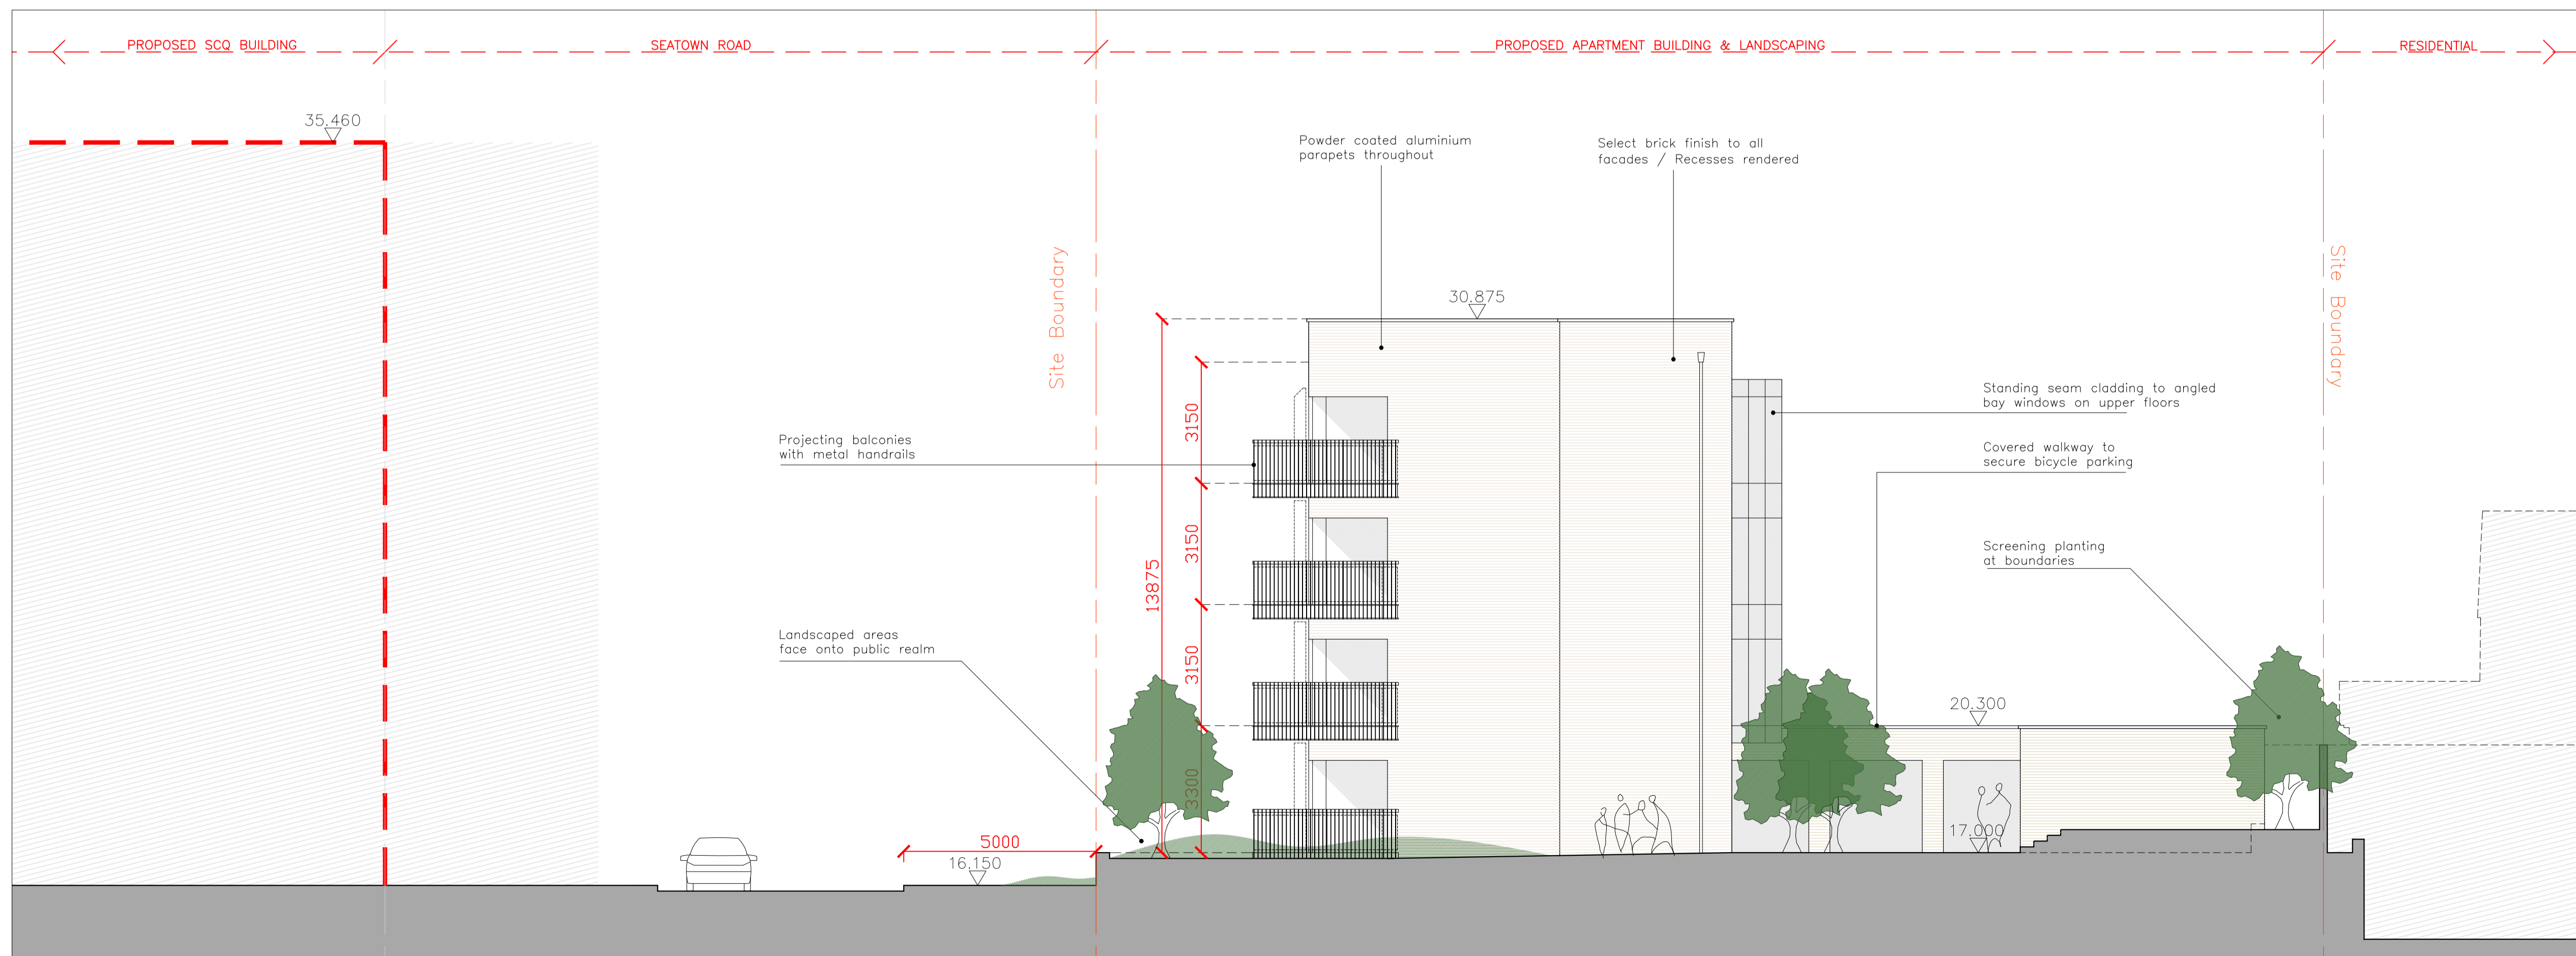 PROPOSED SCQ BUILDING
SEATOWN ROAD
PROPOSED APARTMENT BUILDING & LANDSCAPING
RESIDENTIAL
35.460
Powder coated aluminium
parapets throughout
Select brick finish to all
facades / Recesses rendered
Site Boundary
Site Boundary
30.875
Standing seam cladding to angled
bay windows on upper floors
3150
Projecting balconies
with metal handrails
Covered walkway to
secure bicycle parking
3150
13875
Screening planting
at boundaries
Landscaped areas
face onto public realm
3150
20.300
3300
5000
16.150
17.000